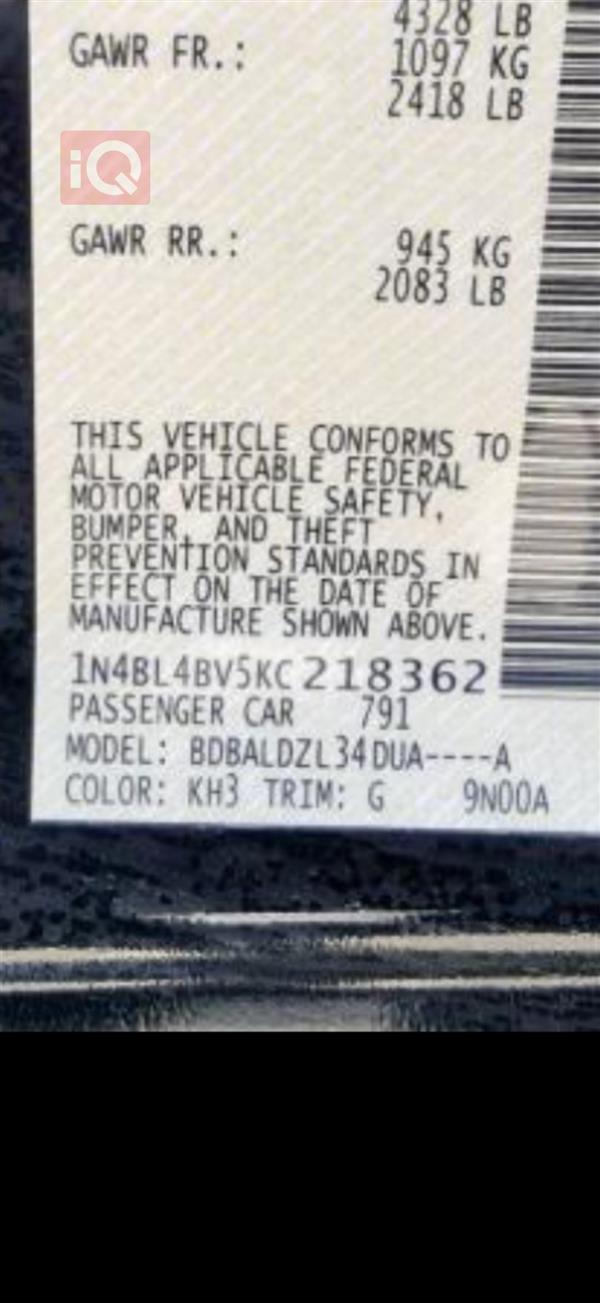 4328 LB
GAWR FR.: 1097 KG
2418 LB
iQ
GAWR RR.: 945 KG
2083 LB
THIS VEHICLE CONFORMS TO
ALL APPLICABLE FEDERAL
MOTOR VEHICLE SAFETY,
BUMPER, AND THEFT
PREVENTION STANDARDS IN
EFFECT ON THE DATE OF
MANUFACTURE SHOWN ABOVE.
1N4BL4BV5KC218362
PASSENGER CAR 791
MODEL: BDBALDZL34DUA----A
COLOR: KH3 TRIM: G 9N00A